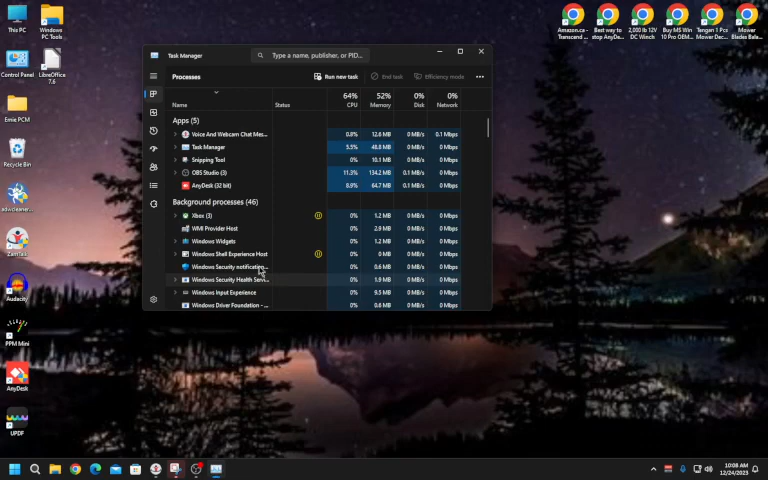 This PC
Windows PC Tools
Control Panel
LibreOffice 7.6
Ernie PCM
Recycle Bin
adwcleaner...
ZamTalk
Audacity
PPM Mini
AnyDesk
UPDF
Amazon.ca - Transcend ...
Best way to stop AnyDe...
2,000 lb 12V DC Winch
Buy MS Win 10 Pro OEM...
Tengen 1 Pcs Mower Dec...
Mower Blades Bala...
Task Manager
Type a name, publisher, or PID...
Processes
Run new task
End task
Efficiency mode
64% 52% 0% 0%
Name Status CPU Memory Disk Network
Apps (5)
Voice And Webcam Chat Mes... 0.8% 12.6 MB 0 MB/s 0.1 Mbps
Task Manager 5.5% 48.8 MB 0 MB/s 0 Mbps
Snipping Tool 0% 10.1 MB 0 MB/s 0 Mbps
OBS Studio (3) 11.3% 134.2 MB 0.1 MB/s 0 Mbps
AnyDesk (32 bit) 8.9% 64.7 MB 0.1 MB/s 0 Mbps
Background processes (46)
Xbox (3) 0% 1.2 MB 0 MB/s 0 Mbps
WMI Provider Host 0% 2.9 MB 0 MB/s 0 Mbps
Windows Widgets 0% 1.2 MB 0 MB/s 0 Mbps
Windows Shell Experience Host 0% 0 MB 0 MB/s 0 Mbps
Windows Security notification... 0% 0.6 MB 0 MB/s 0 Mbps
Windows Security Health Servi... 0% 1.9 MB 0 MB/s 0 Mbps
Windows Input Experience 0% 9.5 MB 0 MB/s 0 Mbps
Windows Driver Foundation - ... 0% 0.6 MB 0 MB/s 0 Mbps
10:08 AM
12/24/2023